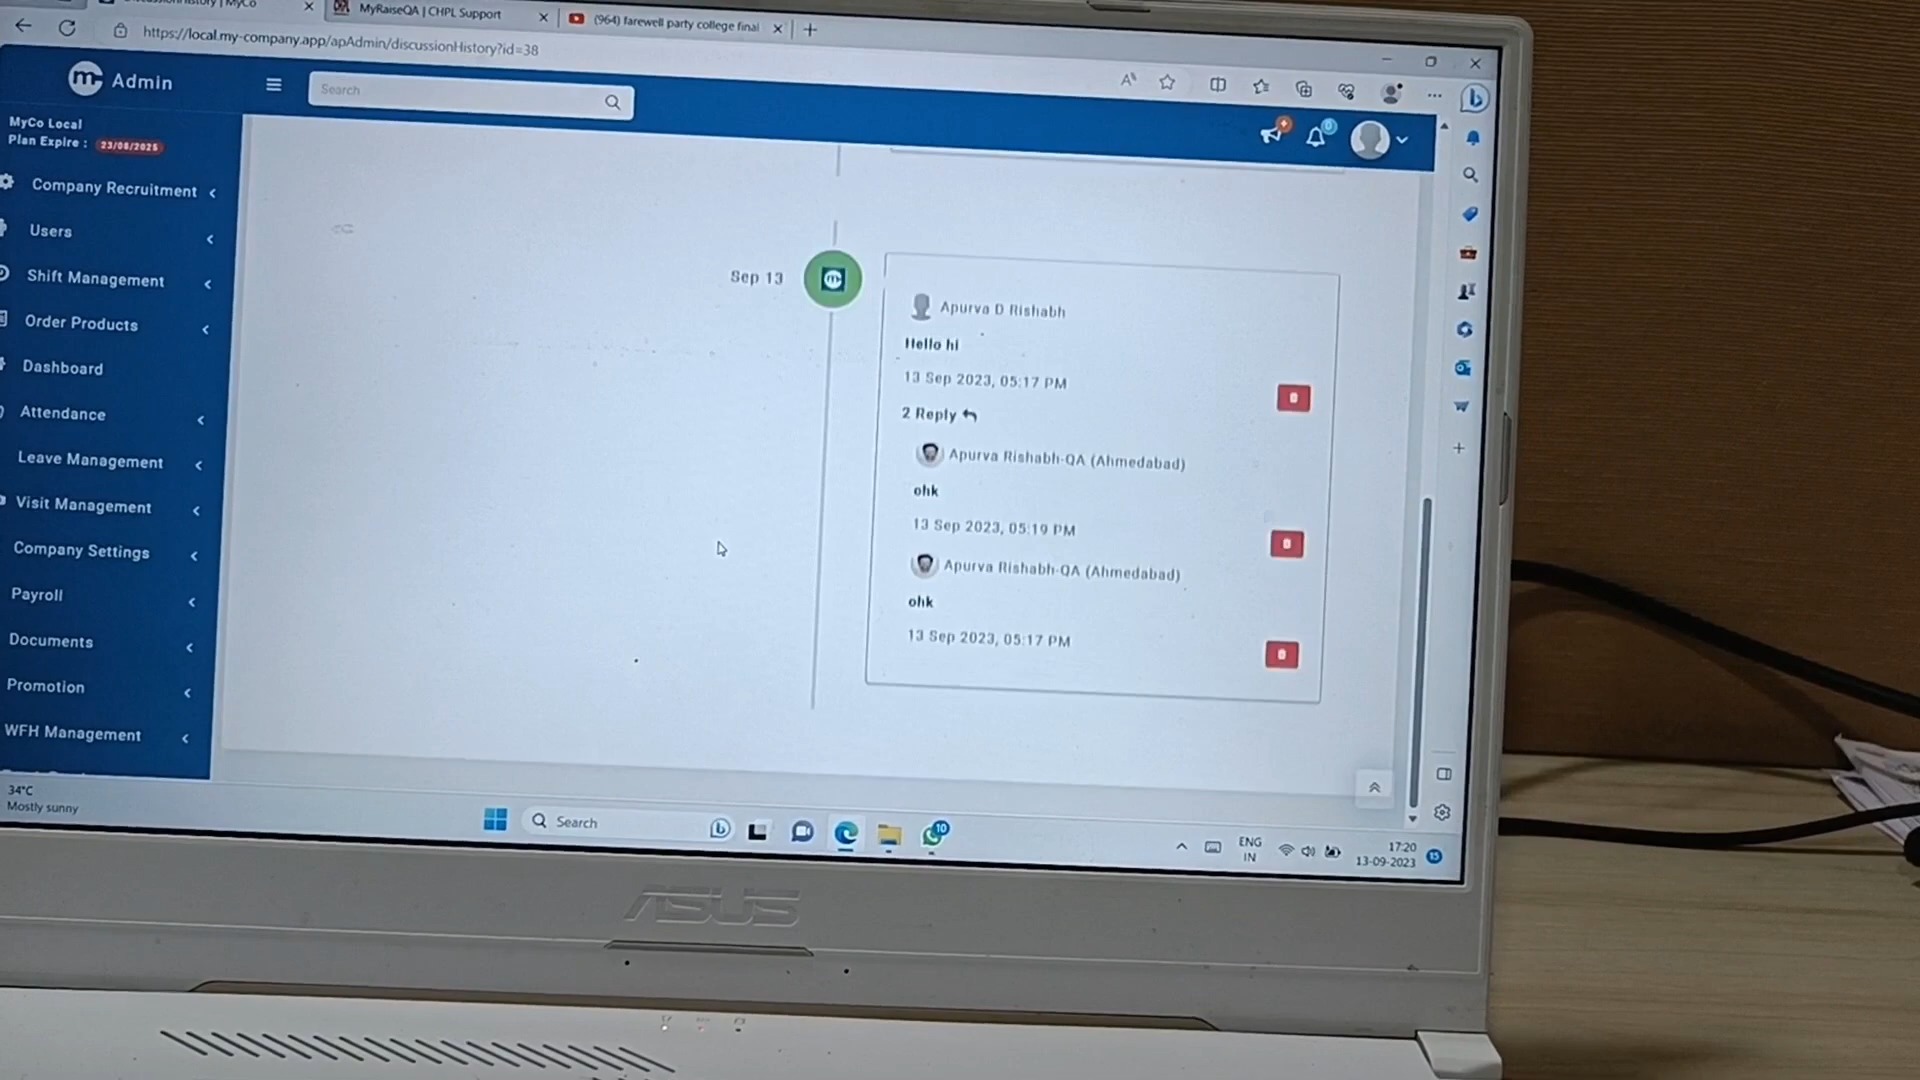 MyRaiseQA | CHPL Support
(964) farewell party college final
https://local.my-company.app/apAdmin/discussionHistory?id=38
Admin
Search
MyCo Local
Plan Expire : 23/08/2025
Company Recruitment
Users
Shift Management
Order Products
Dashboard
Attendance
Leave Management
Visit Management
Company Settings
Payroll
Documents
Promotion
WFH Management
0
Sep 13
Apurva D Rishabh
Hello hi
13 Sep 2023, 05:17 PM
2 Reply
Apurva Rishabh-QA (Ahmedabad)
ohk
13 Sep 2023, 05:19 PM
Apurva Rishabh-QA (Ahmedabad)
ohk
13 Sep 2023, 05:17 PM
34°C
Mostly sunny
Search
10
ENG
IN
17:20
13-09-2023
15
ASUS